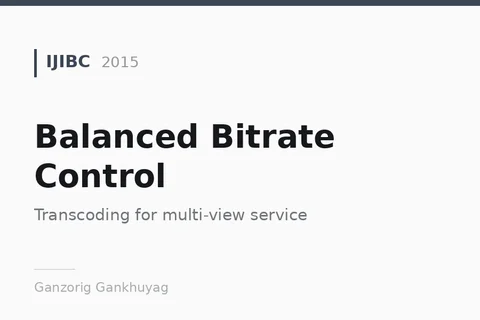 IJIBC 2015
Balanced Bitrate
Control
Transcoding for multi-view service
Ganzorig Gankhuyag